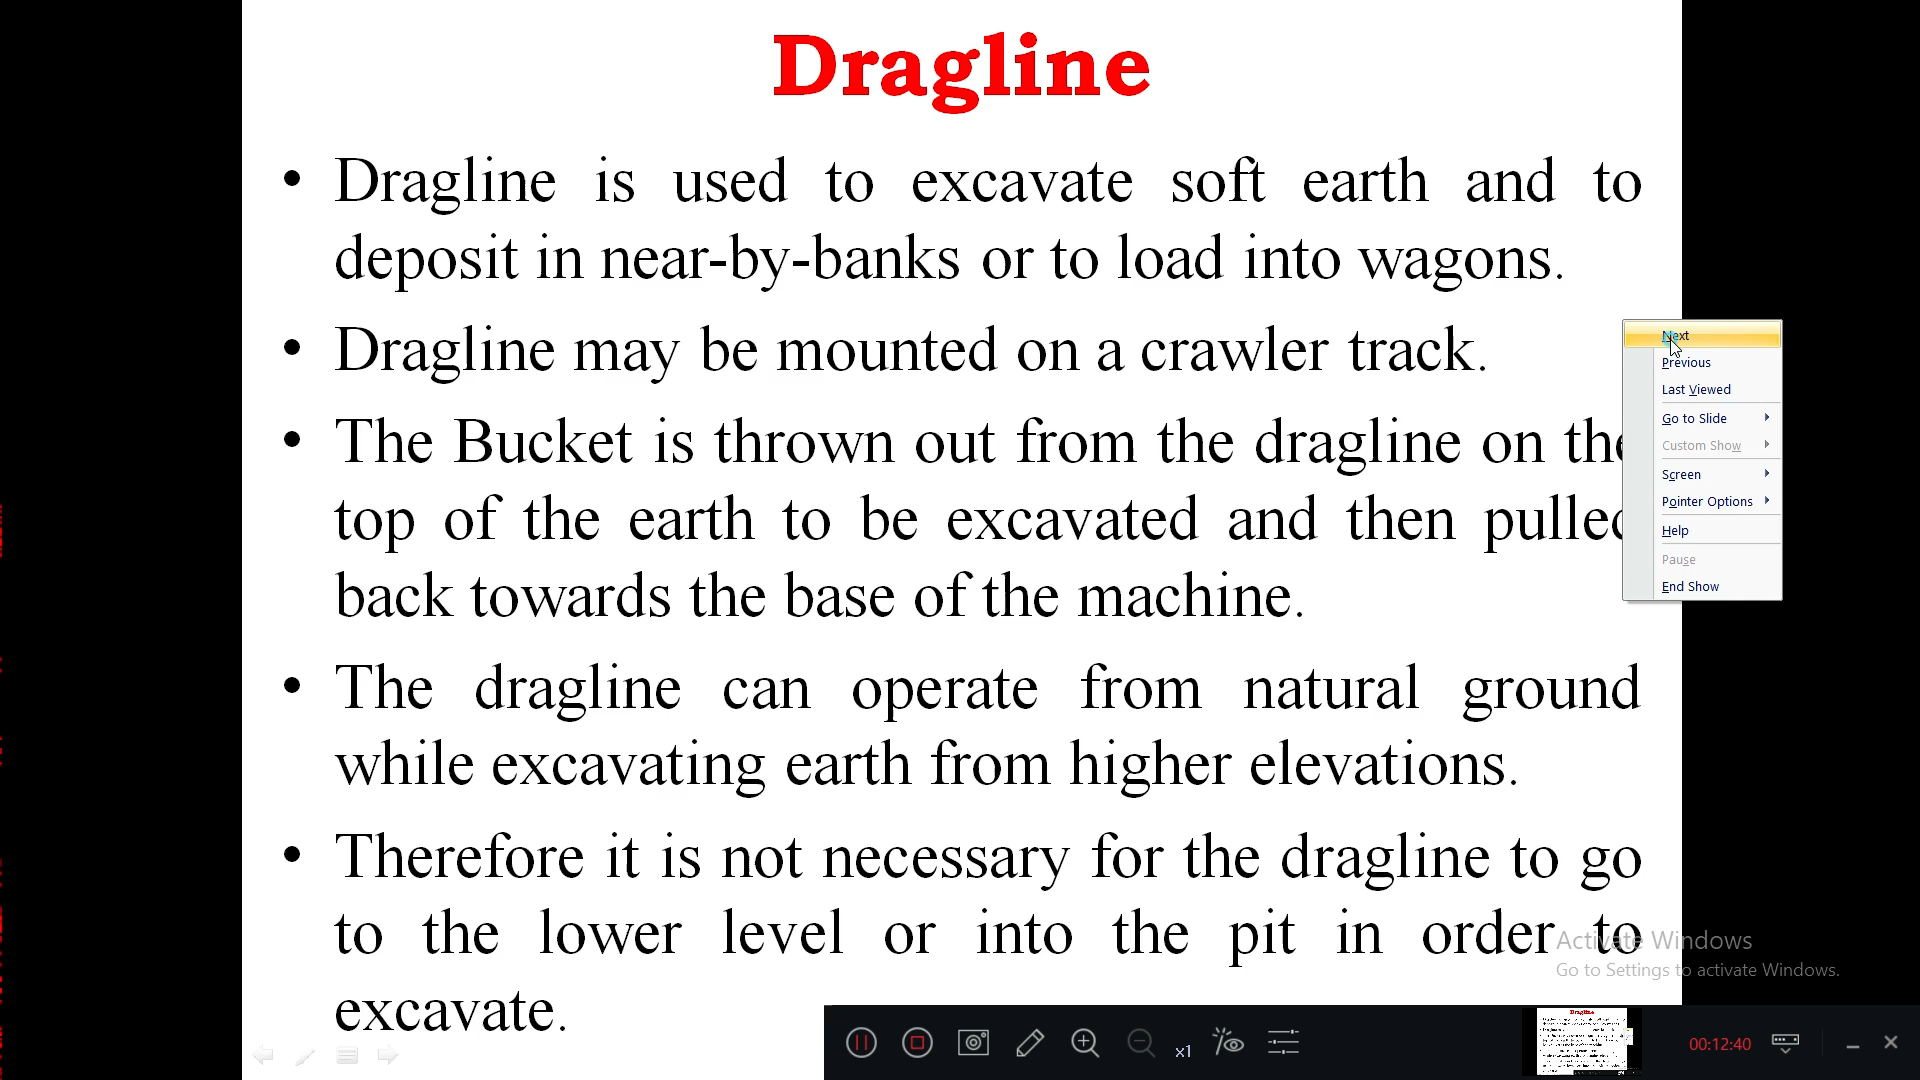 Dragline
• Dragline is used to excavate soft earth and to
deposit in near-by-banks or to load into wagons.
• Dragline may be mounted on a crawler track.
• The Bucket is thrown out from the dragline on the
top of the earth to be excavated and then pulled
back towards the base of the machine.
• The dragline can operate from natural ground
while excavating earth from higher elevations.
• Therefore it is not necessary for the dragline to go
to the lower level or into the pit in order to
excavate.
Next
Previous
Last Viewed
Go to Slide
Custom Show
Screen
Pointer Options
Help
Pause
End Show
Activate Windows
Go to Settings to activate Windows.
x1
00:12:40